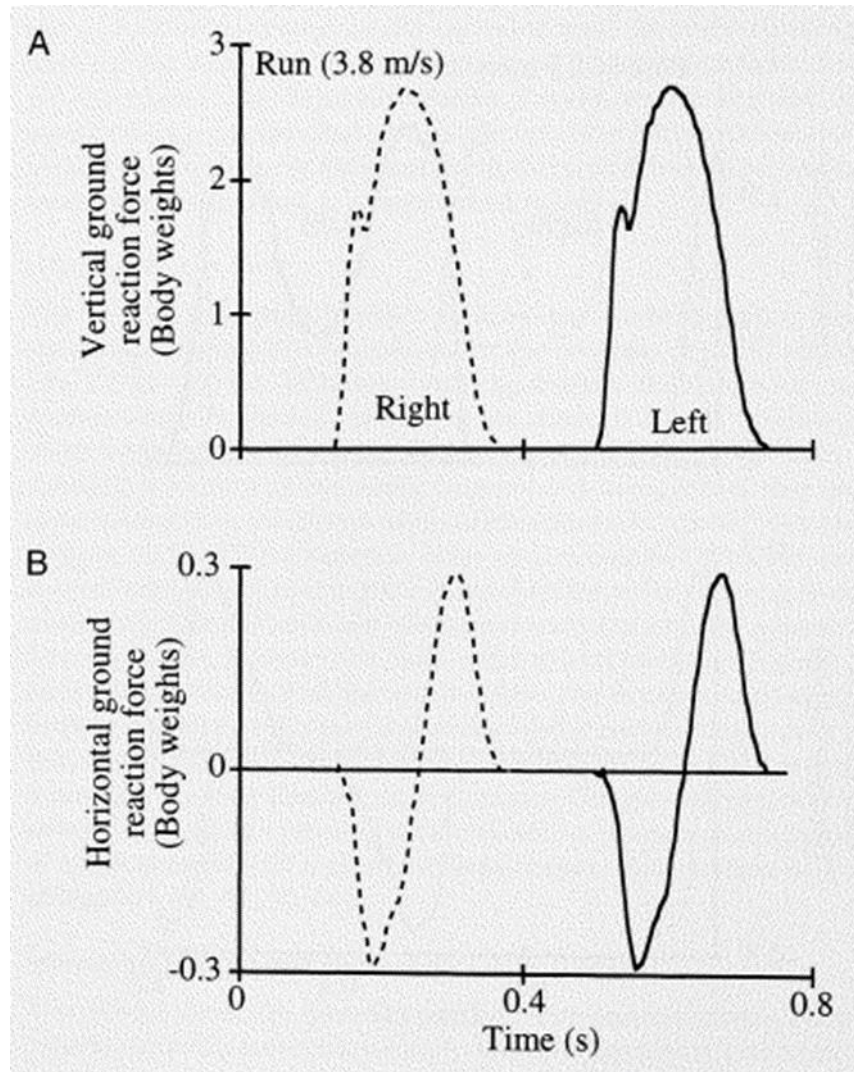 A
3
Run (3.8 m/s)
2
1
0
Vertical ground
reaction force
(Body weights)
Right
Left
B
0.3
0
-0.3
Horizontal ground
reaction force
(Body weights)
0
0.4
0.8
Time (s)